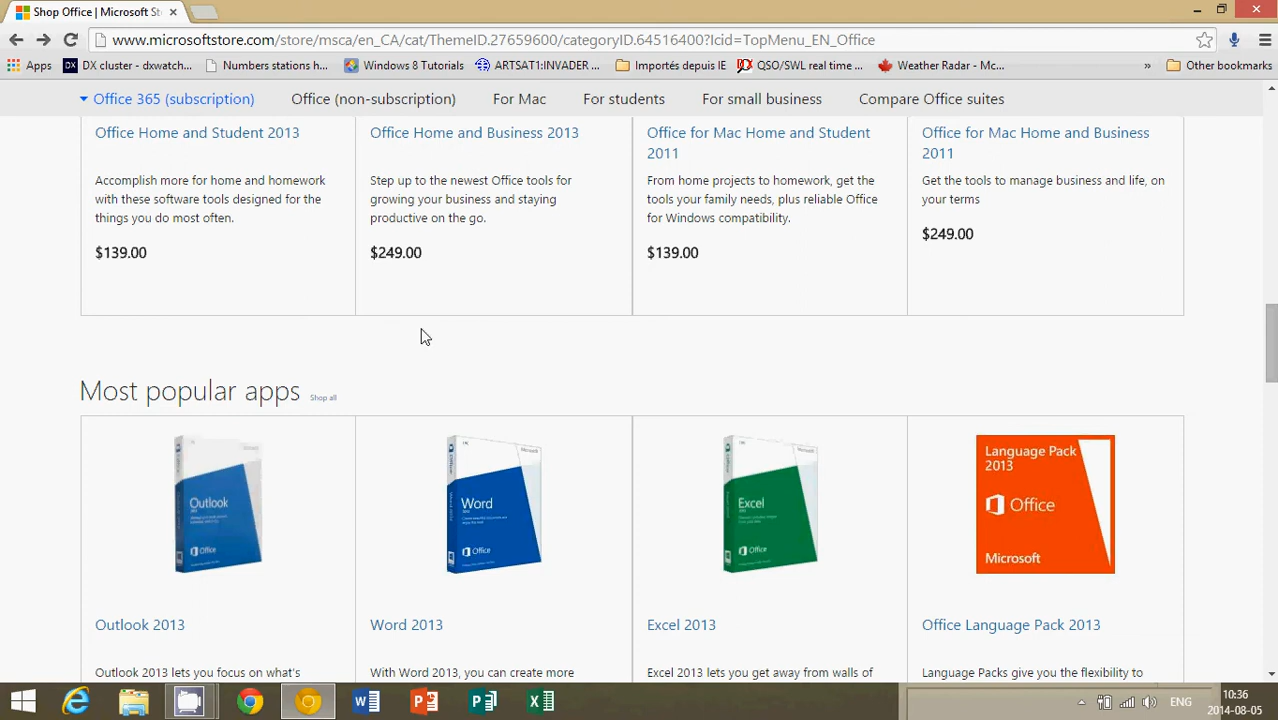 Shop Office | Microsoft St
www.microsoftstore.com/store/msca/en_CA/cat/ThemeID.27659600/categoryID.64516400?Icid=TopMenu_EN_Office
Apps DX cluster - dxwatch... Numbers stations h... Windows 8 & Tutorials ARISSAT1:INVADER ... Importés depuis IE QSO/SWL real time ... Weather Radar - Mc... » Other bookmarks
Office 365 (subscription) Office (non-subscription) For Mac For students For small business Compare Office suites
Office Home and Student 2013
Accomplish more for home and homework
with these software tools designed for the
things you do most often.
$139.00
Office Home and Business 2013
Step up to the newest Office tools for
growing your business and staying
productive on the go.
$249.00
Office for Mac Home and Student
2011
From home projects to homework, get the
tools your family needs, plus reliable Office
for Windows compatibility.
$139.00
Office for Mac Home and Business
2011
Get the tools to manage business and life, on
your terms
$249.00
Most popular apps Shop all
Outlook
Office
Outlook 2013
Outlook 2013 lets you focus on what's
Word
Office
Word 2013
With Word 2013, you can create more
Excel
Office
Excel 2013
Excel 2013 lets you get away from walls of
Language Pack
2013
Office
Microsoft
Office Language Pack 2013
Language Packs give you the flexibility to
ENG
10:36
2014-08-05